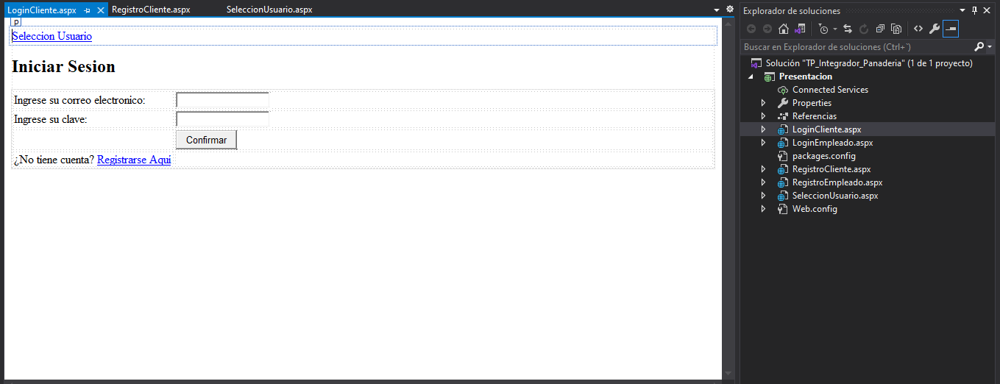 LoginCliente.aspx
RegistroCliente.aspx
SeleccionUsuario.aspx
p
Seleccion Usuario
Iniciar Sesion
Ingrese su correo electronico:
Ingrese su clave:
Confirmar
¿No tiene cuenta? Registrarse Aqui
Explorador de soluciones
Buscar en Explorador de soluciones (Ctrl+`)
Solución "TP_Integrador_Panaderia" (1 de 1 proyecto)
Presentacion
Connected Services
Properties
Referencias
LoginCliente.aspx
LoginEmpleado.aspx
packages.config
RegistroCliente.aspx
RegistroEmpleado.aspx
SeleccionUsuario.aspx
Web.config